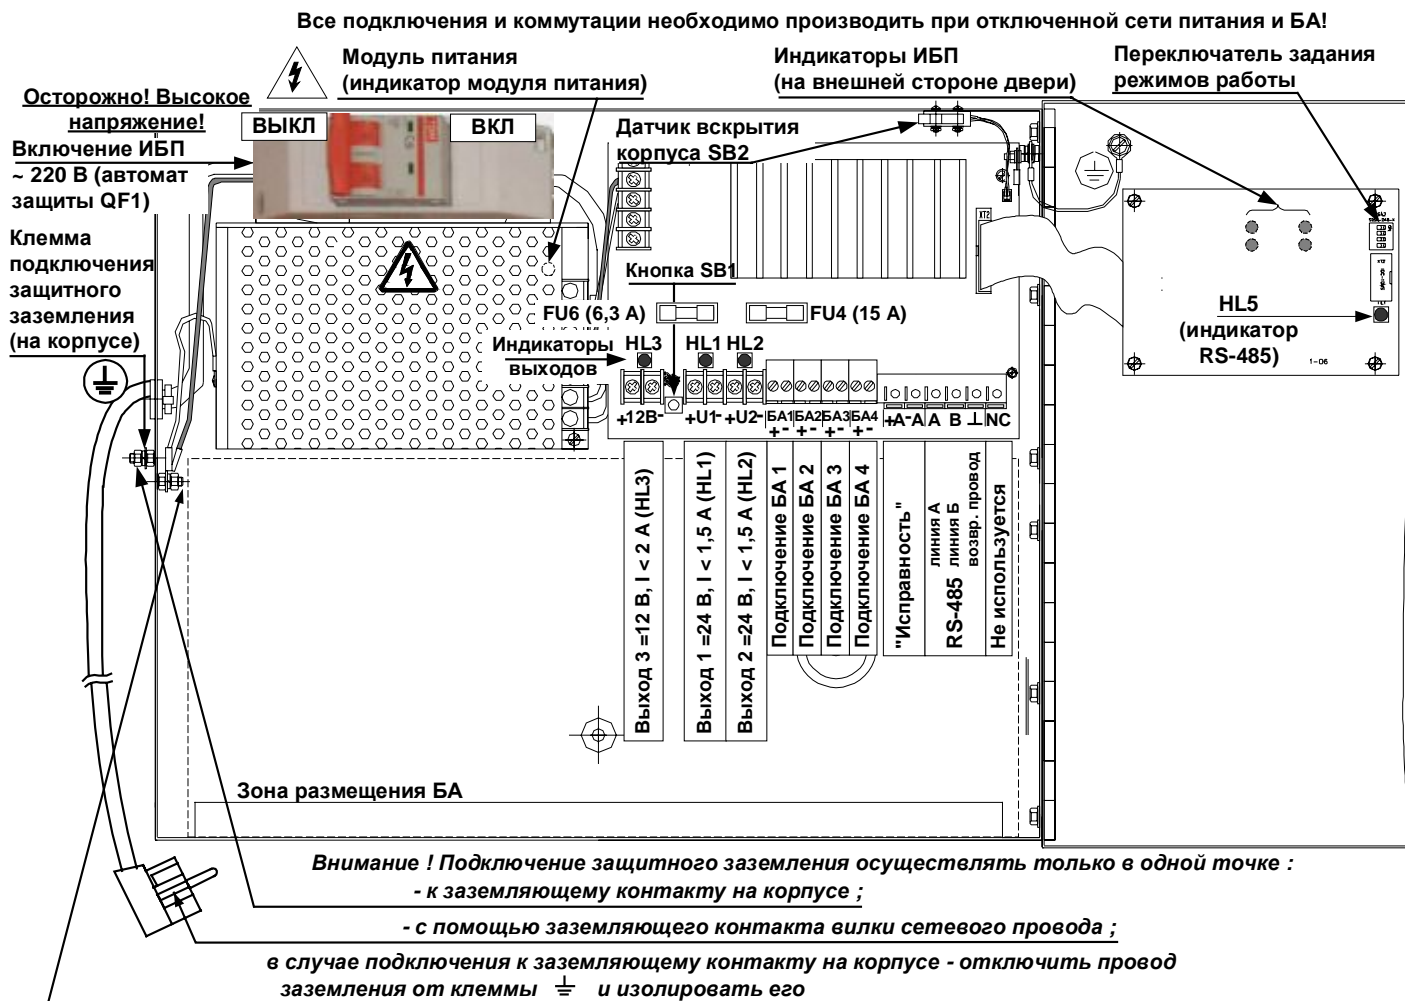 Все подключения и коммутации необходимо производить при отключенной сети питания и БА!
Модуль питания
(индикатор модуля питания)
Индикаторы ИБП
(на внешней стороне двери)
Переключатель задания
режимов работы
Осторожно! Высокое
напряжение!
ВЫКЛ
ВКЛ
Датчик вскрытия
корпуса SB2
Включение ИБП
~ 220 В (автомат
защиты QF1)
Клемма
подключения
защитного
заземления
(на корпусе)
XT2
Кнопка SB1
FU6 (6,3 А)
FU4 (15 А)
HL5
(индикатор
RS-485)
1-06
Индикаторы
выходов
HL3
HL1
HL2
+12В-
+U1-
+U2-
БА1
БА2
БА3
БА4
+ -
+ -
+ -
+ -
+А-А
А
В
⊥
NC
Выход 3 =12 В, I < 2 А (HL3)
Выход 1 =24 В, I < 1,5 А (HL1)
Выход 2 =24 В, I < 1,5 А (HL2)
Подключение БА 1
Подключение БА 2
Подключение БА 3
Подключение БА 4
"Исправность"
RS-485
линия А
линия Б
возвр. провод
Не используется
Зона размещения БА
Внимание ! Подключение защитного заземления осуществлять только в одной точке :
- к заземляющему контакту на корпусе ;
- с помощью заземляющего контакта вилки сетевого провода ;
в случае подключения к заземляющему контакту на корпусе - отключить провод
заземления от клеммы ⏚ и изолировать его